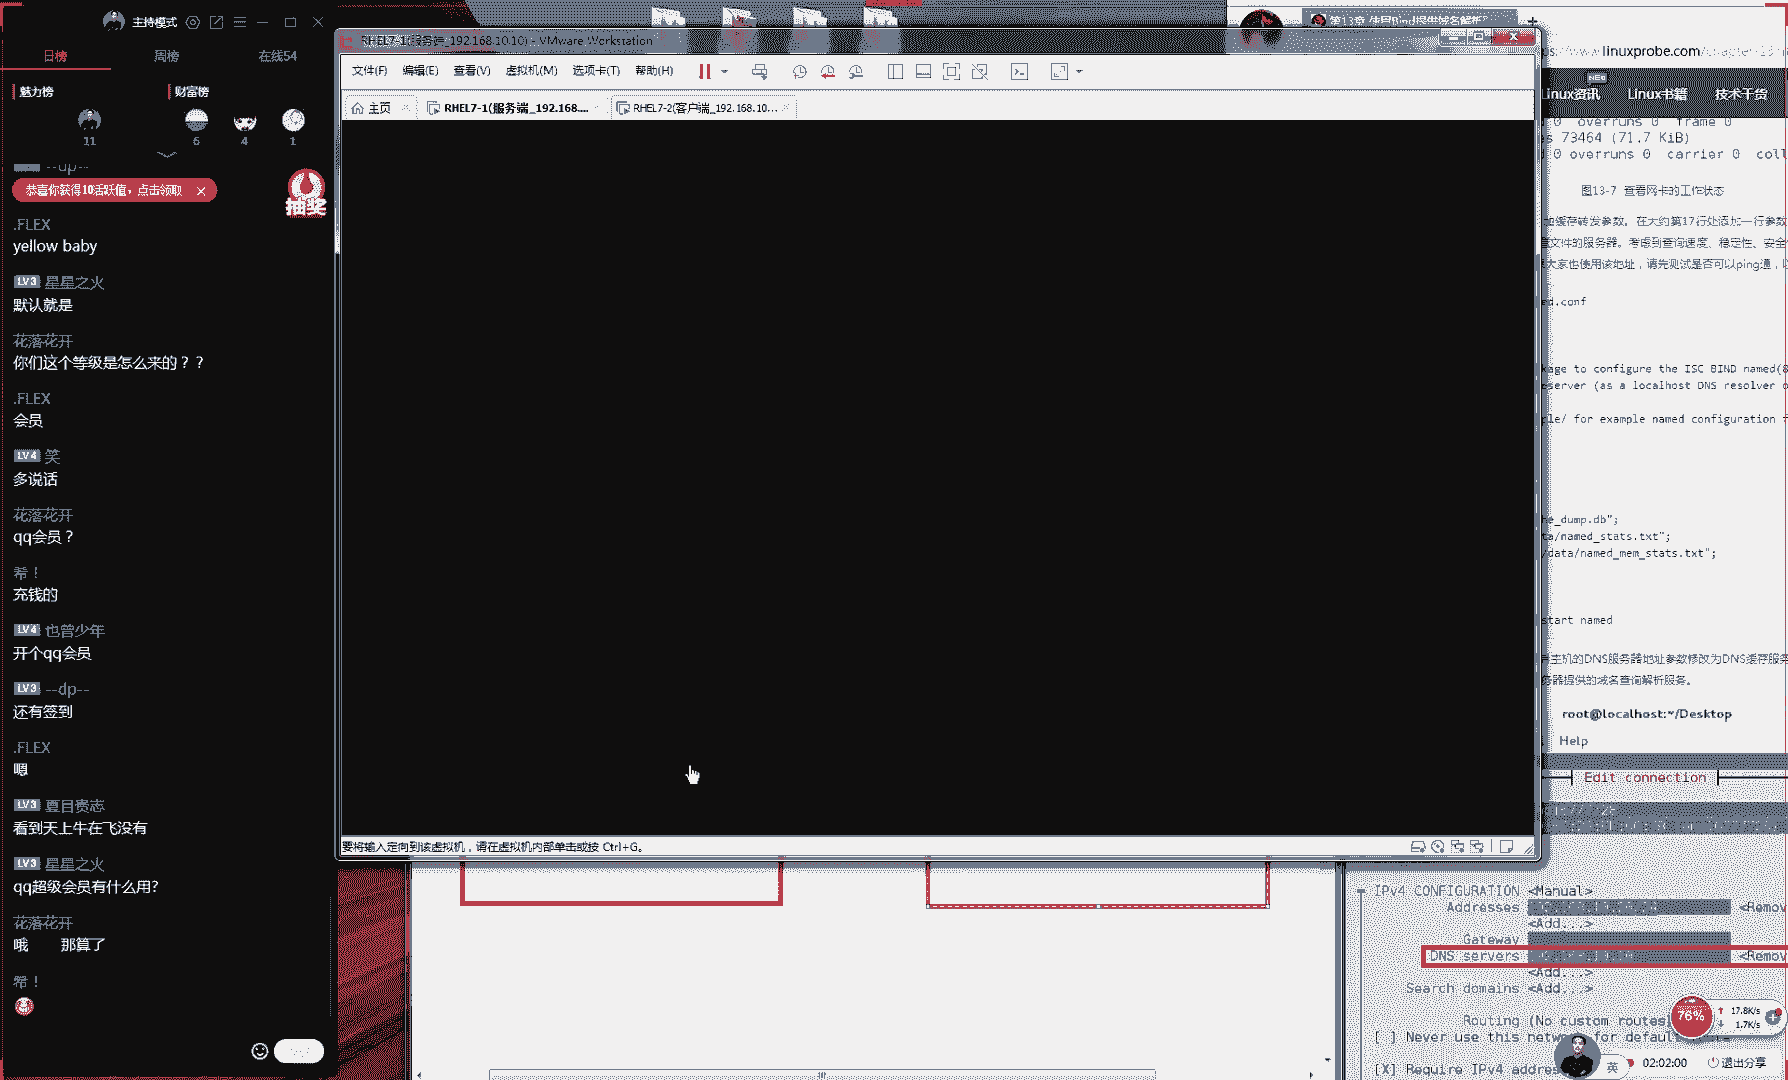 主持模式
日榜
周榜
在线54
魅力榜
财富榜
11
6
4
1
--dp--
恭喜你获得10活跃值，点击领取
抽奖
.FLEX
yellow baby
LV3 星星之火
默认就是
花落花开
你们这个等级是怎么来的？？
.FLEX
会员
LV4 笑
多说话
花落花开
qq会员？
希！
充钱的
LV4 也曾少年
开个qq会员
LV3 --dp--
还有签到
.FLEX
嗯
LV3 夏目贵志
看到天上牛在飞没有
LV3 星星之火
qq超级会员有什么用?
花落花开
哦 那算了
希！
RHEL7-1(服务端_192.168.10.10) - VMware Workstation
文件(F) 编辑(E) 查看(V) 虚拟机(M) 选项卡(T) 帮助(H)
主页
RHEL7-1(服务端_192.168....
RHEL7-2(客户端_192.168.10...
要将输入定向到该虚拟机，请在虚拟机内部单击或按 Ctrl+G。
第13章 使用Bind提供域名解析
www.linuxprobe.com/chapter-13
Linux资讯
Linux书籍
技术干货
0 overruns 0 frame 0
es 73464 (71.7 KiB)
0 overruns 0 carrier 0 coll
图13-7 查看网卡的工作状态
加缓存转发参数。在大约第17行处添加一行参数
文件的服务器。考虑到查询速度、稳定性、安全
大家也使用该地址，请先测试是否可以ping通，以
ed.conf
kage to configure the ISC BIND named(8
server (as a localhost DNS resolver o
ple/ for example named configuration f
he_dump.db";
ta/named_stats.txt";
/data/named_mem_stats.txt";
start named
主机的DNS服务器地址参数修改为DNS缓存服务
务器提供的域名查询解析服务。
root@localhost:~/Desktop
Help
Edit connection
IPv4 CONFIGURATION <Manual>
Addresses
<Remov
<Add...>
Gateway
DNS servers
<Remov
<Add...>
Search domains <Add...>
Routing (No custom routes
[ ] Never use this network for default
[X] Require IPv4 addre
76%
17.8K/s
1.7K/s
英
02:02:00
退出分享